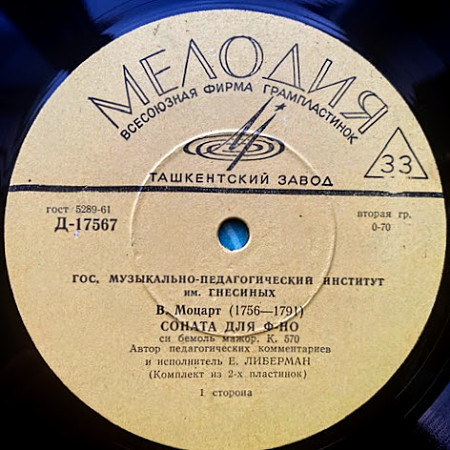 МЕЛОДИЯ
ВСЕСОЮЗНАЯ ФИРМА ГРАМПЛАСТИНОК
33
ТАШКЕНТСКИЙ ЗАВОД
гост 5289-61
Д-17567
вторая гр.
0-70
ГОС. МУЗЫКАЛЬНО-ПЕДАГОГИЧЕСКИЙ ИНСТИТУТ
им. ГНЕСИНЫХ
В. Моцарт (1756—1791)
СОНАТА ДЛЯ Ф-НО
си бемоль мажор. К. 570
Автор педагогических комментариев
и исполнитель Е. ЛИБЕРМАН
(Комплект из 2-х пластинок)
1 сторона